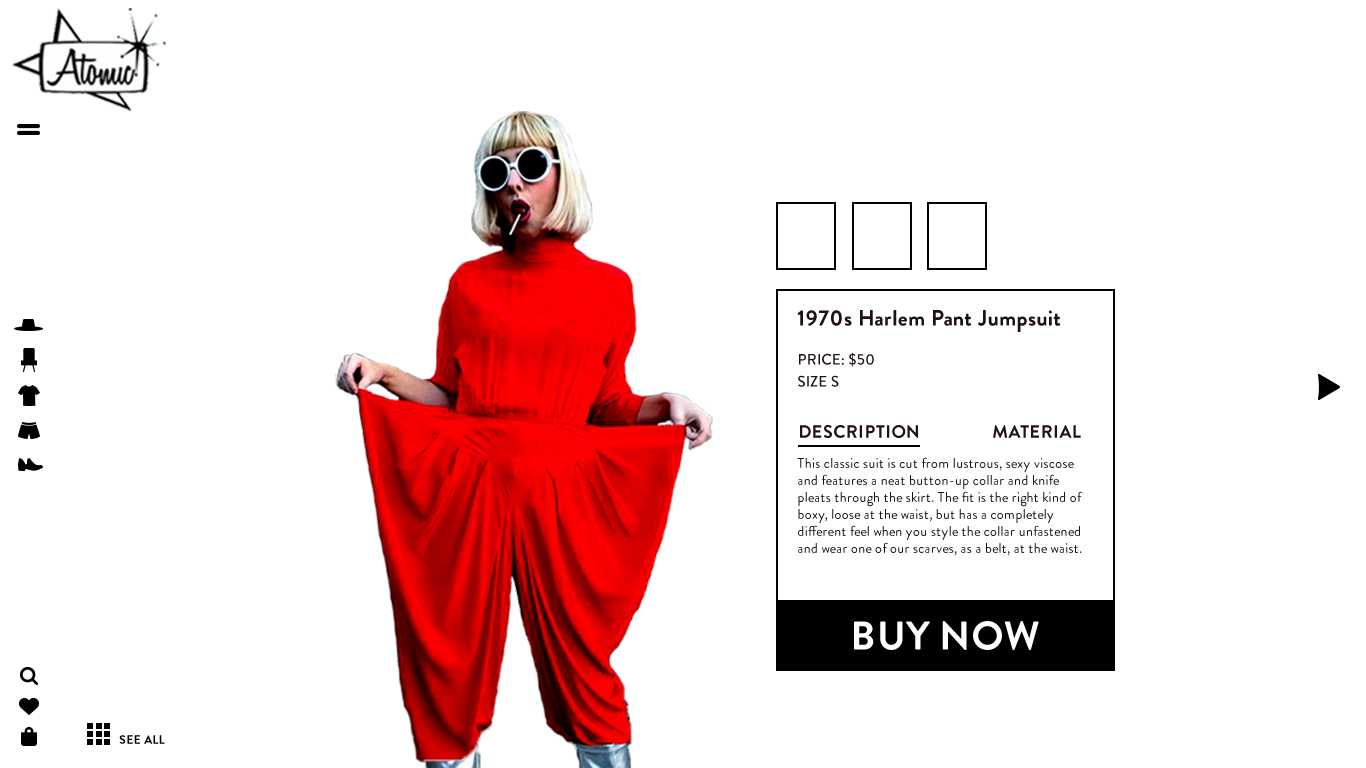 Atomic
1970s Harlem Pant Jumpsuit
PRICE: $50
SIZE S
DESCRIPTION MATERIAL
This classic suit is cut from lustrous, sexy viscose
and features a neat button-up collar and knife
pleats through the skirt. The fit is the right kind of
boxy, loose at the waist, but has a completely
different feel when you style the collar unfastened
and wear one of our scarves, as a belt, at the waist.
BUY NOW
SEE ALL